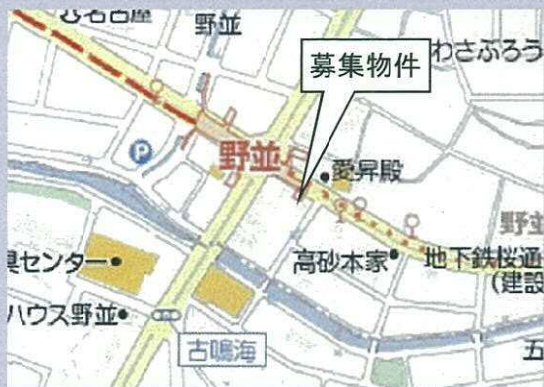 名古屋
野並
わさぶろう
募集物件
P
野並
愛昇殿
野並
高砂本家
地下鉄桜通
(建設
センター
ハウス野並
古鳴海
五